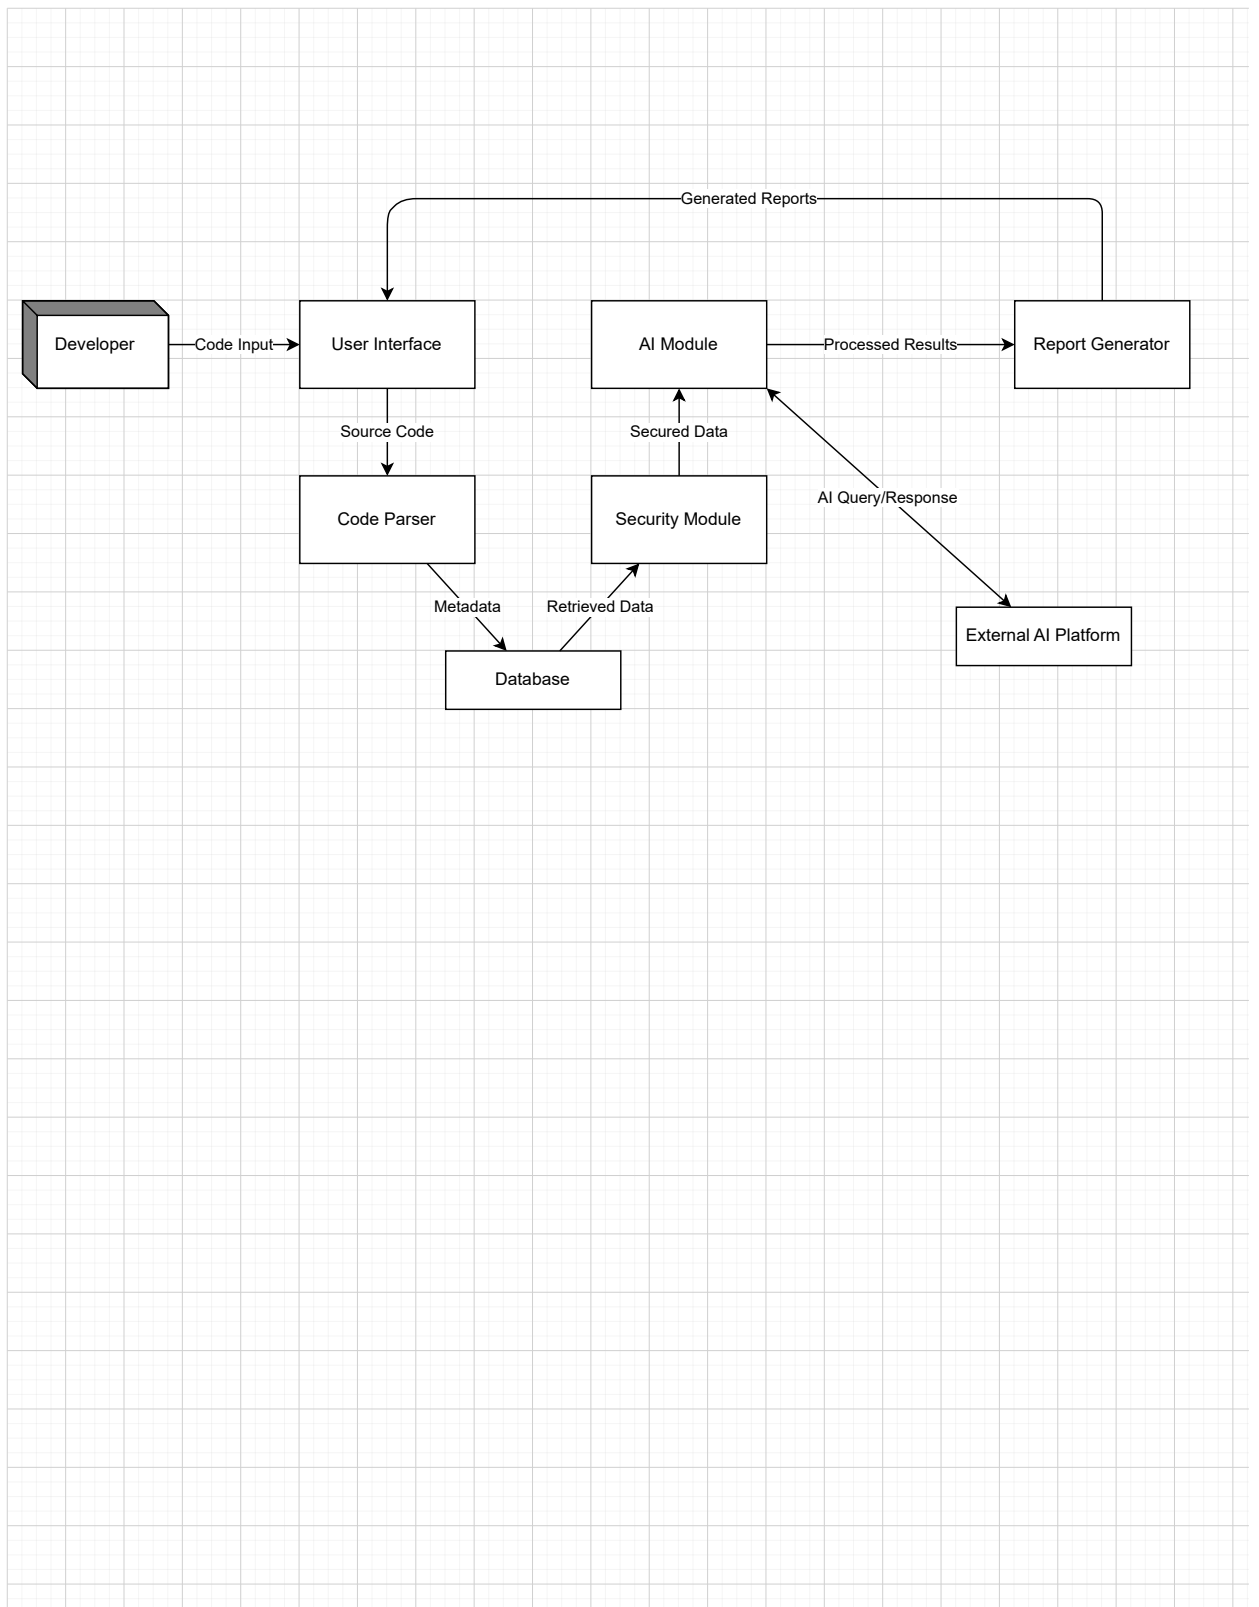 Generated Reports
Developer
Code Input
User Interface
AI Module
Processed Results
Report Generator
Source Code
Secured Data
AI Query/Response
Code Parser
Security Module
Metadata
Retrieved Data
External AI Platform
Database